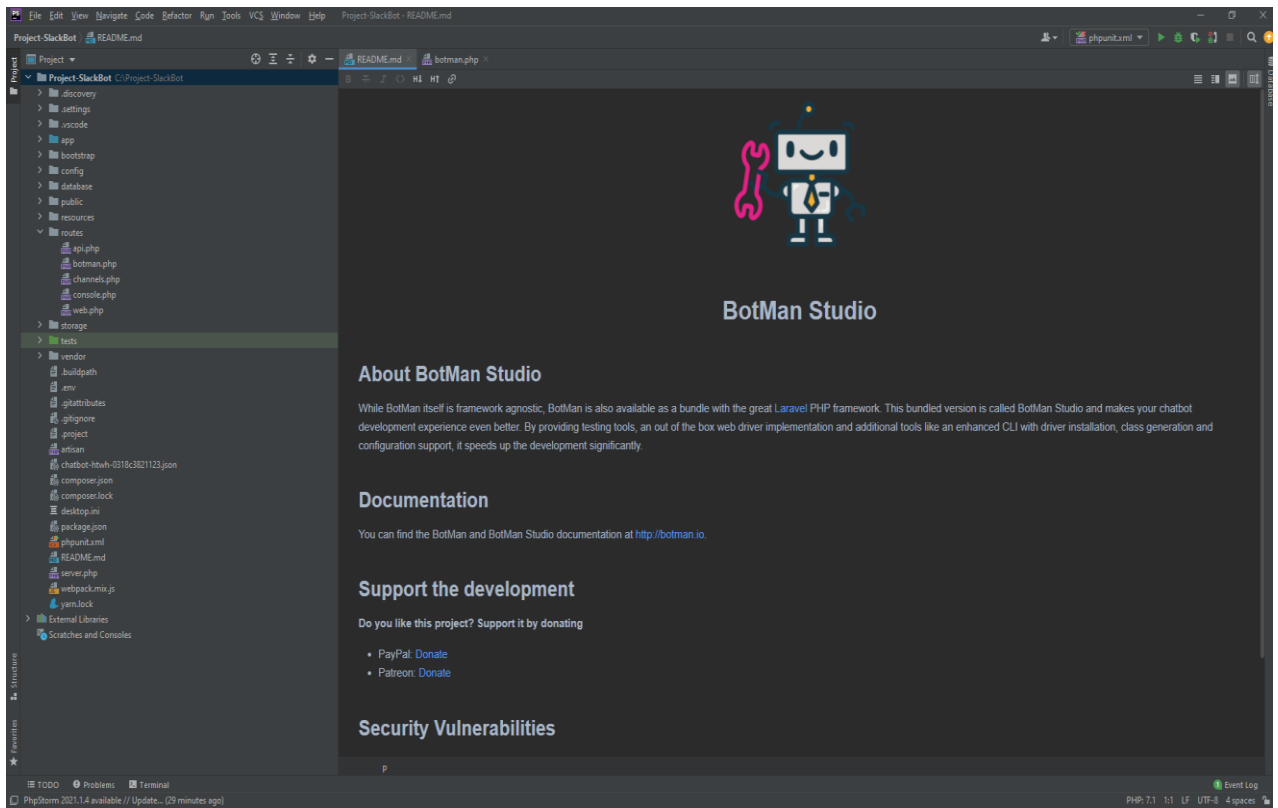 PS File Edit View Navigate Code Refactor Run Tools VCS Window Help Project-SlackBot - README.md
Project-SlackBot README.md phpunit.xml
Project README.md botman.php
Project-SlackBot C:\Project-SlackBot
.discovery
.settings
.vscode
app
bootstrap
config
database
public
resources
routes
api.php
botman.php
channels.php
console.php
web.php
storage
tests
vendor
.buildpath
.env
.gitattributes
.gitignore
.project
artisan
chatbot-htwh-0318c3821123.json
composer.json
composer.lock
desktop.ini
package.json
phpunit.xml
README.md
server.php
webpack.mix.js
yarn.lock
External Libraries
Scratches and Consoles
Project
Structure
Favorites
B I H↓ H↑
BotMan Studio
About BotMan Studio
While BotMan itself is framework agnostic, BotMan is also available as a bundle with the great Laravel PHP framework. This bundled version is called BotMan Studio and makes your chatbot
development experience even better. By providing testing tools, an out of the box web driver implementation and additional tools like an enhanced CLI with driver installation, class generation and
configuration support, it speeds up the development significantly.
Documentation
You can find the BotMan and BotMan Studio documentation at http://botman.io.
Support the development
Do you like this project? Support it by donating
• PayPal: Donate
• Patreon: Donate
Security Vulnerabilities
p
Database
TODO Problems Terminal 1 Event Log
PhpStorm 2021.1.4 available // Update... (29 minutes ago) PHP: 7.1 1:1 LF UTF-8 4 spaces